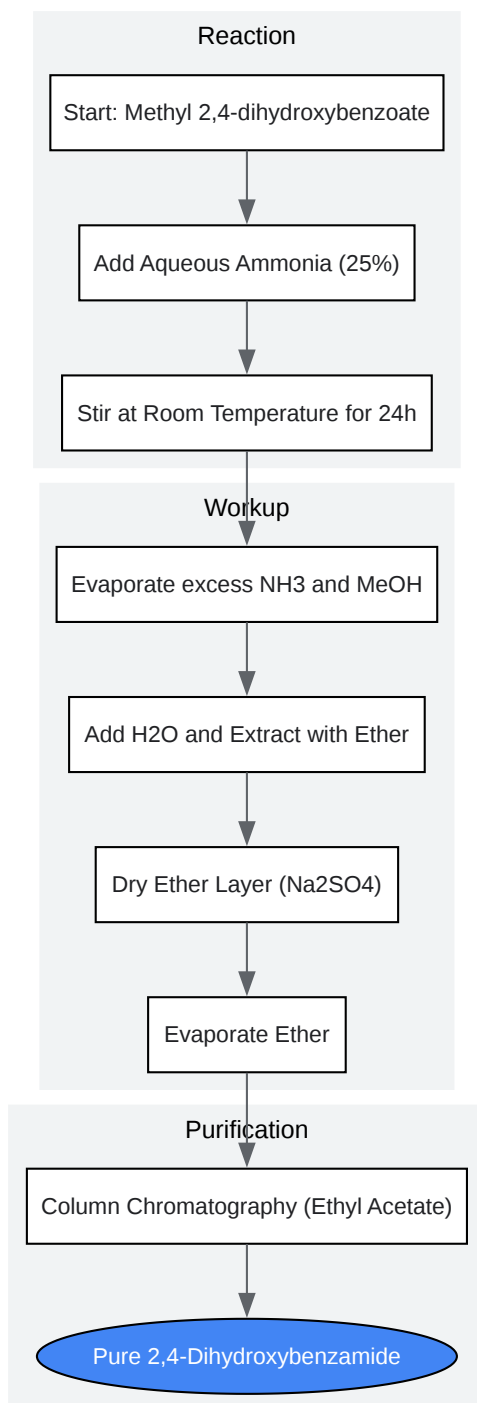 Reaction
Start: Methyl 2,4-dihydroxybenzoate
Add Aqueous Ammonia (25%)
Stir at Room Temperature for 24h
Workup
Evaporate excess NH3 and MeOH
Add H2O and Extract with Ether
Dry Ether Layer (Na2SO4)
Evaporate Ether
Purification
Column Chromatography (Ethyl Acetate)
Pure 2,4-Dihydroxybenzamide